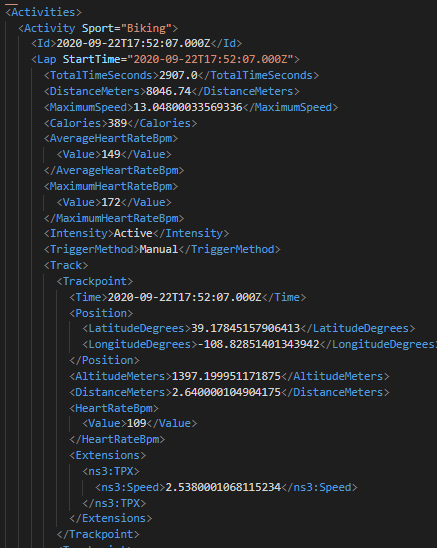 <Activities>
<Activity Sport="Biking">
<Id>2020-09-22T17:52:07.000Z</Id>
<Lap StartTime="2020-09-22T17:52:07.000Z">
<TotalTimeSeconds>2907.0</TotalTimeSeconds>
<DistanceMeters>8046.74</DistanceMeters>
<MaximumSpeed>13.04800033569336</MaximumSpeed>
<Calories>389</Calories>
<AverageHeartRateBpm>
<Value>149</Value>
</AverageHeartRateBpm>
<MaximumHeartRateBpm>
<Value>172</Value>
</MaximumHeartRateBpm>
<Intensity>Active</Intensity>
<TriggerMethod>Manual</TriggerMethod>
<Track>
<Trackpoint>
<Time>2020-09-22T17:52:07.000Z</Time>
<Position>
<LatitudeDegrees>39.17845157906413</LatitudeDegrees>
<LongitudeDegrees>-108.82851401343942</LongitudeDegrees>
</Position>
<AltitudeMeters>1397.199951171875</AltitudeMeters>
<DistanceMeters>2.640000104904175</DistanceMeters>
<HeartRateBpm>
<Value>109</Value>
</HeartRateBpm>
<Extensions>
<ns3:TPX>
<ns3:Speed>2.5380001068115234</ns3:Speed>
</ns3:TPX>
</Extensions>
</Trackpoint>